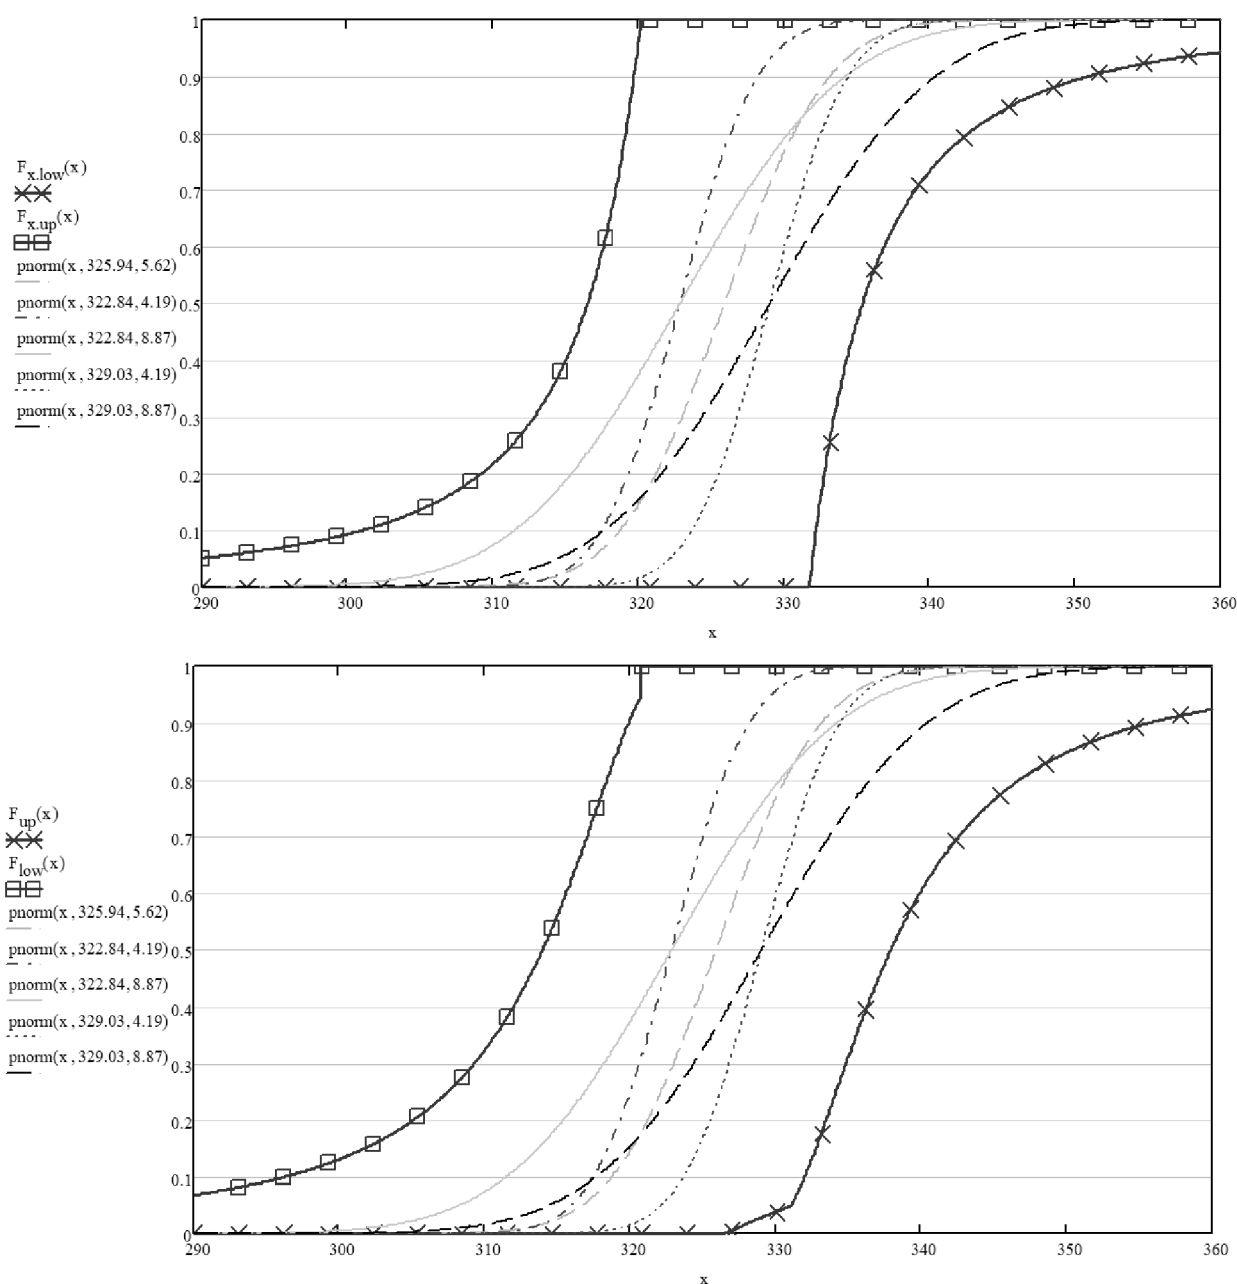 1
0.9
0.8
0.7
0.6
0.5
0.4
0.3
0.2
0.1
0
F x.low (x)
F x.up (x)
pnorm(x , 325.94, 5.62)
pnorm(x , 322.84, 4.19)
pnorm(x , 322.84, 8.87)
pnorm(x , 329.03, 4.19)
pnorm(x , 329.03, 8.87)
290 300 310 320 330 340 350 360
x
1
0.9
0.8
0.7
0.6
0.5
0.4
0.3
0.2
0.1
0
F up (x)
F low (x)
pnorm(x , 325.94, 5.62)
pnorm(x , 322.84, 4.19)
pnorm(x , 322.84, 8.87)
pnorm(x , 329.03, 4.19)
pnorm(x , 329.03, 8.87)
290 300 310 320 330 340 350 360
x